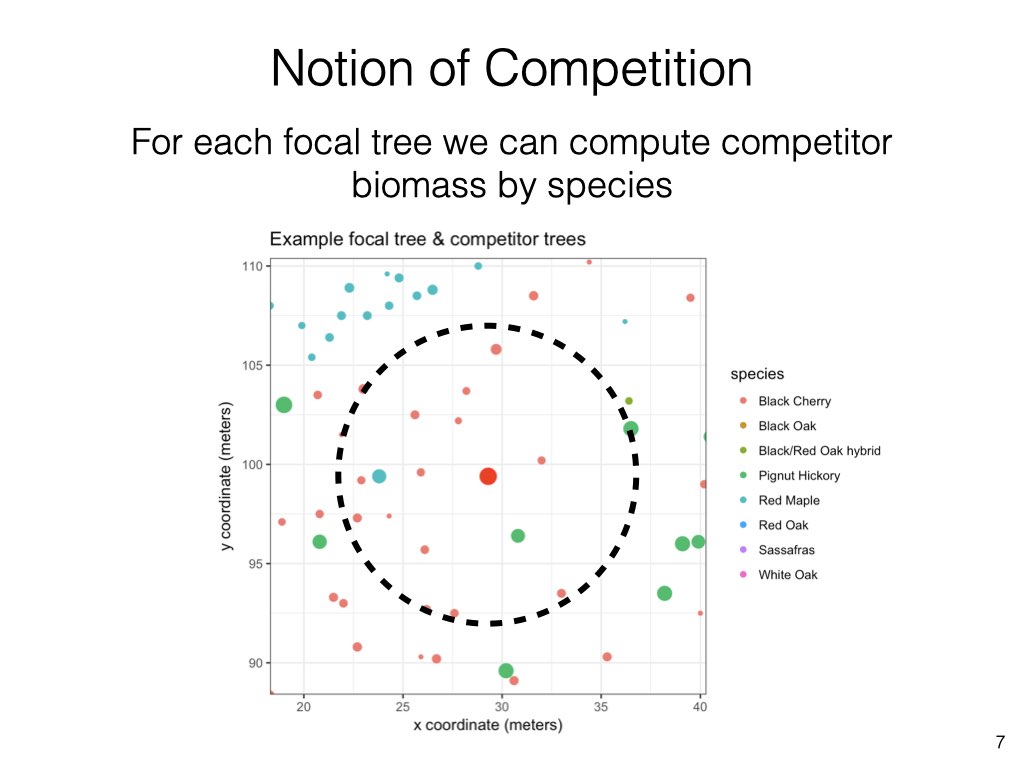 Notion of Competition
For each focal tree we can compute competitor
biomass by species
Example focal tree & competitor trees
110
105
100
95
90
y coordinate (meters)
20 25 30 35 40
x coordinate (meters)
species
Black Cherry
Black Oak
Black/Red Oak hybrid
Pignut Hickory
Red Maple
Red Oak
Sassafras
White Oak
7